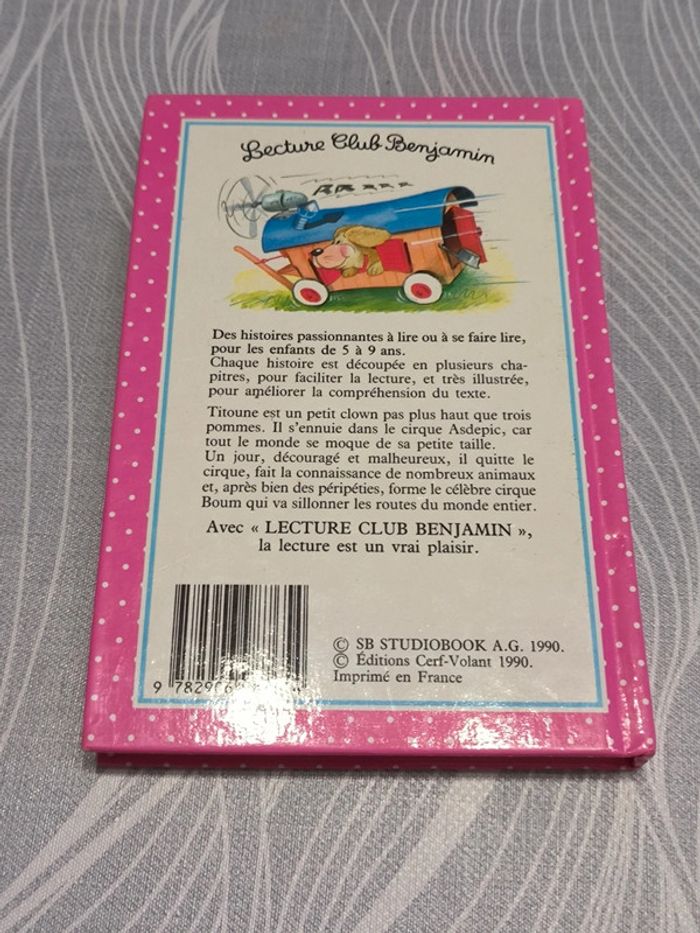 Lecture Club Benjamin
Des histoires passionnantes à lire ou à se faire lire,
pour les enfants de 5 à 9 ans.
Chaque histoire est découpée en plusieurs cha-
pitres, pour faciliter la lecture, et très illustrée,
pour améliorer la compréhension du texte.
Titoune est un petit clown pas plus haut que trois
pommes. Il s'ennuie dans le cirque Asdepic, car
tout le monde se moque de sa petite taille.
Un jour, découragé et malheureux, il quitte le
cirque, fait la connaissance de nombreux animaux
et, après bien des péripéties, forme le célèbre cirque
Boum qui va sillonner les routes du monde entier.
Avec « LECTURE CLUB BENJAMIN »,
la lecture est un vrai plaisir.
© SB STUDIOBOOK A.G. 1990.
© Éditions Cerf-Volant 1990.
Imprimé en France
9 782906